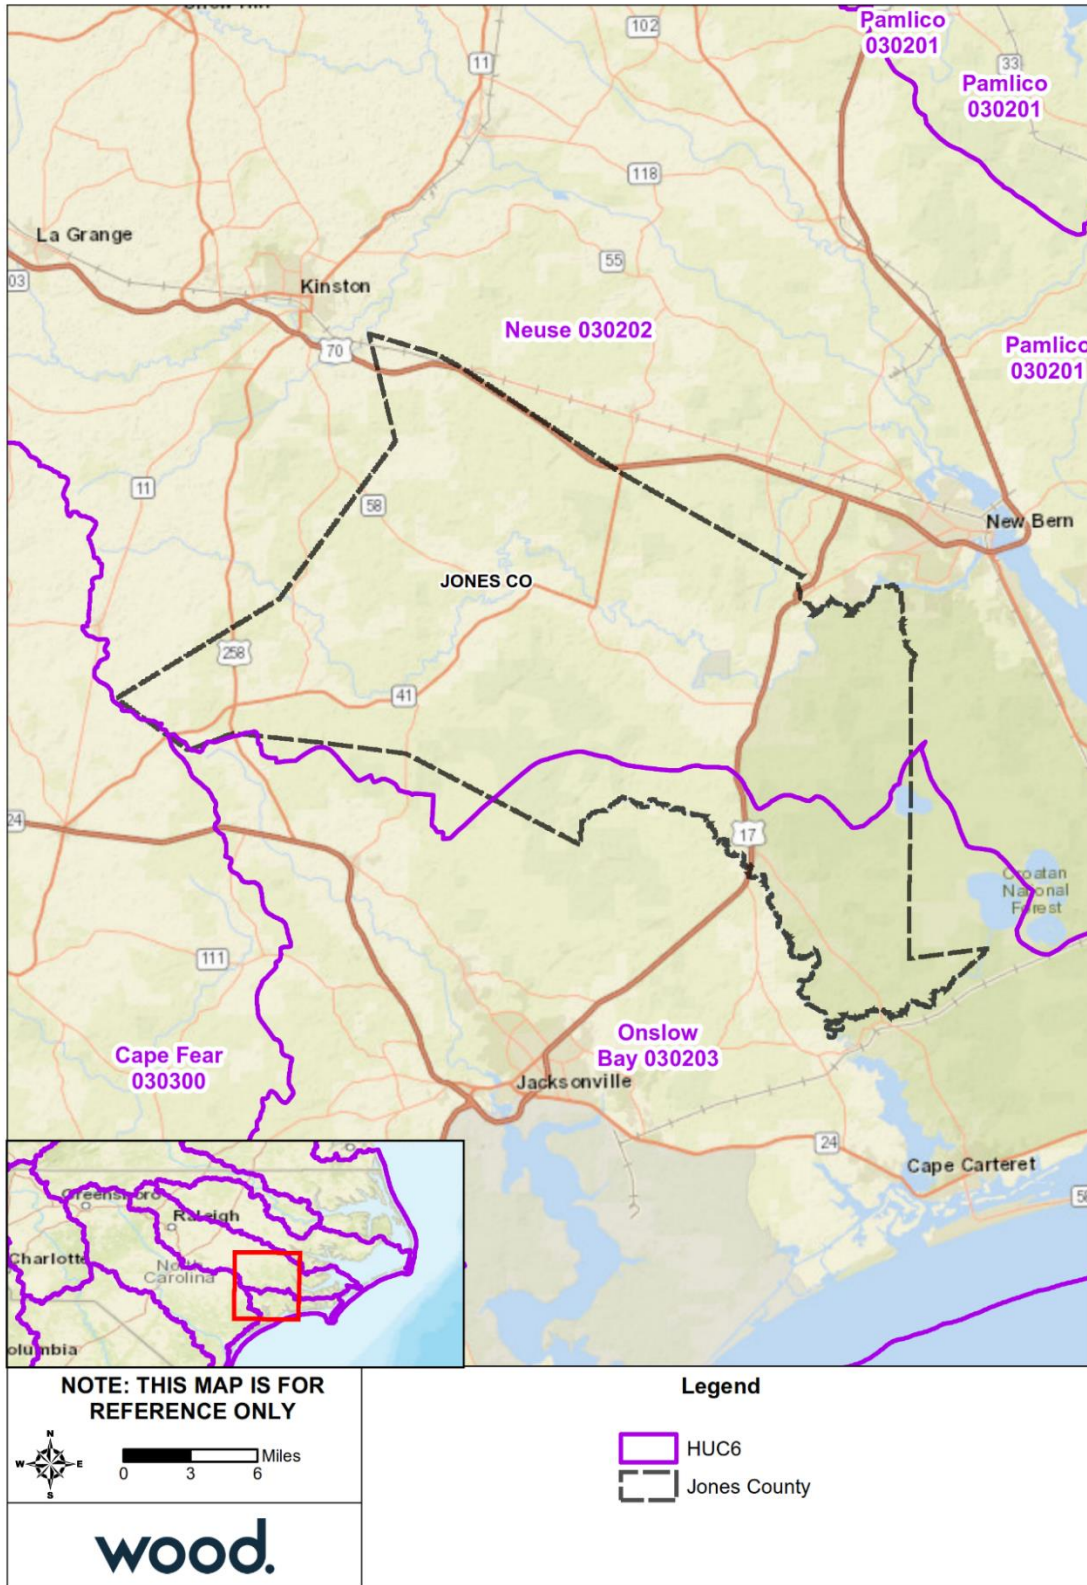 102
Pamlico
030201
11
33
Pamlico
030201
118
La Grange
55
03
Kinston
Neuse 030202
70
Pamlico
030201
11
58
New Bern
JONES CO
258
41
24
17
Croatan
National
Forest
111
Onslow
Bay 030203
Cape Fear
030300
Jacksonville
24
Cape Carteret
58
Greensboro
Raleigh
Charlotte
North
Carolina
olumbia
NOTE: THIS MAP IS FOR
REFERENCE ONLY
N
W E
S
Miles
0 3 6
wood.
Legend
HUC6
Jones County